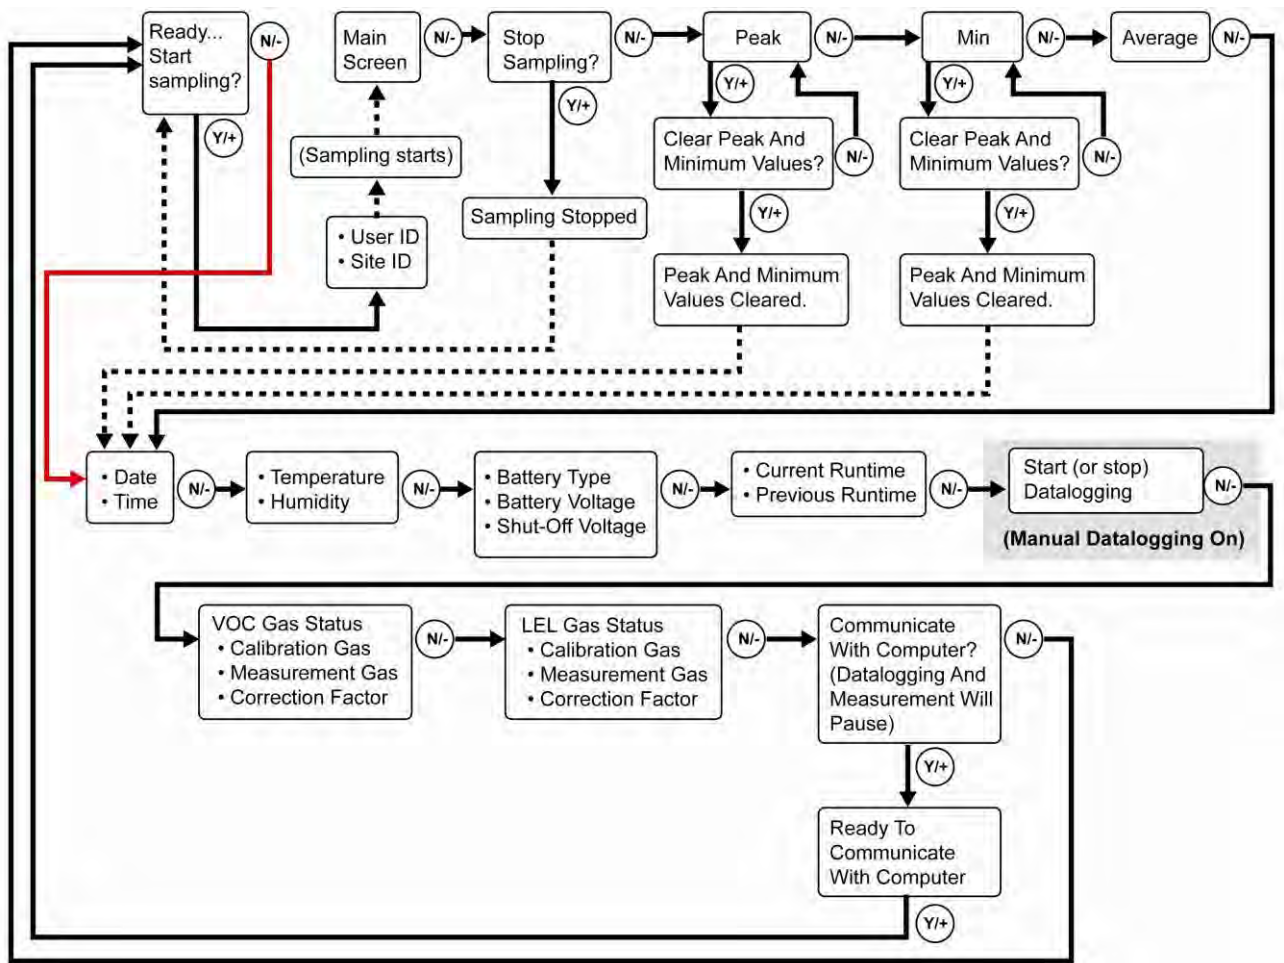 Ready...
Start
sampling?
N/-
Y/+
Main
Screen
N/-
(Sampling starts)
• User ID
• Site ID
Stop
Sampling?
N/-
Y/+
Sampling Stopped
Peak
N/-
Y/+
Clear Peak And
Minimum Values?
N/-
Y/+
Peak And Minimum
Values Cleared.
Min
N/-
Y/+
Clear Peak And
Minimum Values?
N/-
Y/+
Peak And Minimum
Values Cleared.
Average
N/-
• Date
• Time
N/-
• Temperature
• Humidity
N/-
• Battery Type
• Battery Voltage
• Shut-Off Voltage
N/-
• Current Runtime
• Previous Runtime
N/-
Start (or stop)
Datalogging
N/-
(Manual Datalogging On)
VOC Gas Status
• Calibration Gas
• Measurement Gas
• Correction Factor
N/-
LEL Gas Status
• Calibration Gas
• Measurement Gas
• Correction Factor
N/-
Communicate
With Computer?
(Datalogging And
Measurement Will
Pause)
N/-
Y/+
Ready To
Communicate
With Computer
Y/+